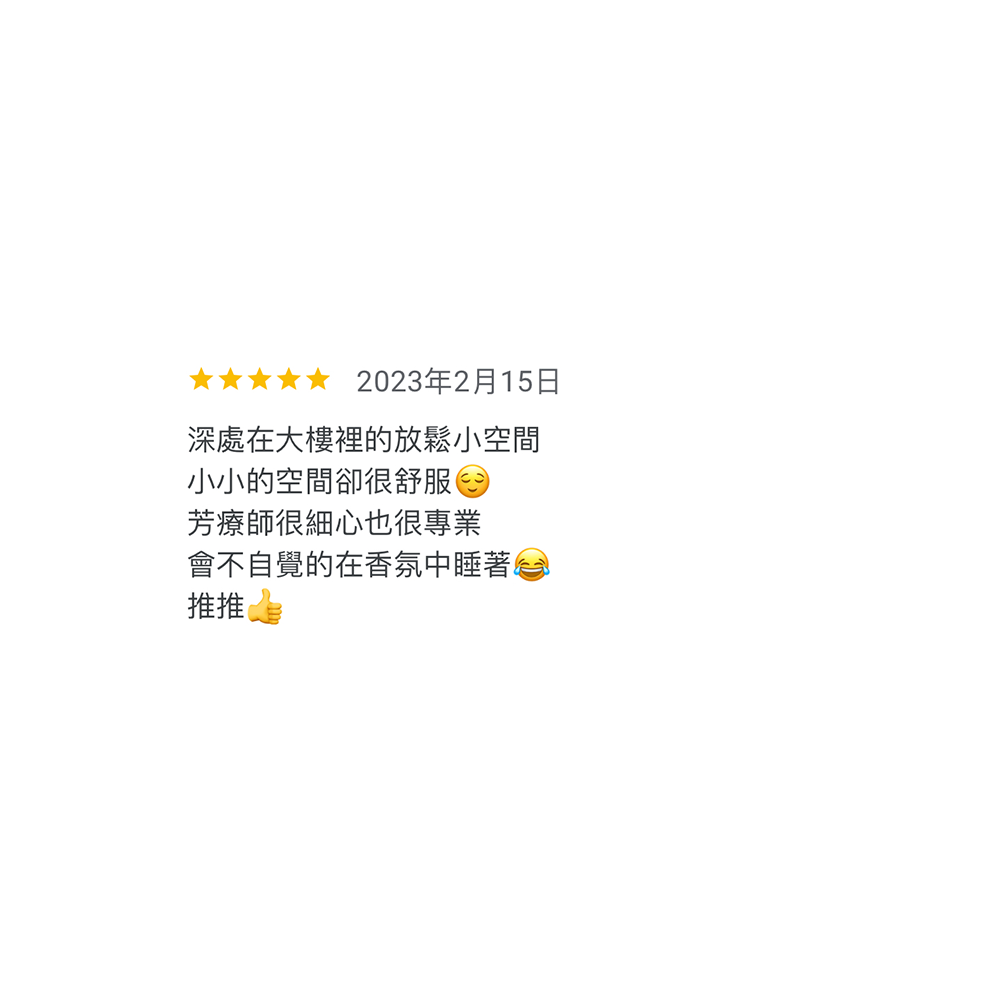 ★★★★★ 2023年2月15日
深處在大樓裡的放鬆小空間
小小的空間卻很舒服😌
芳療師很細心也很專業
會不自覺的在香氛中睡著😂
推推👍